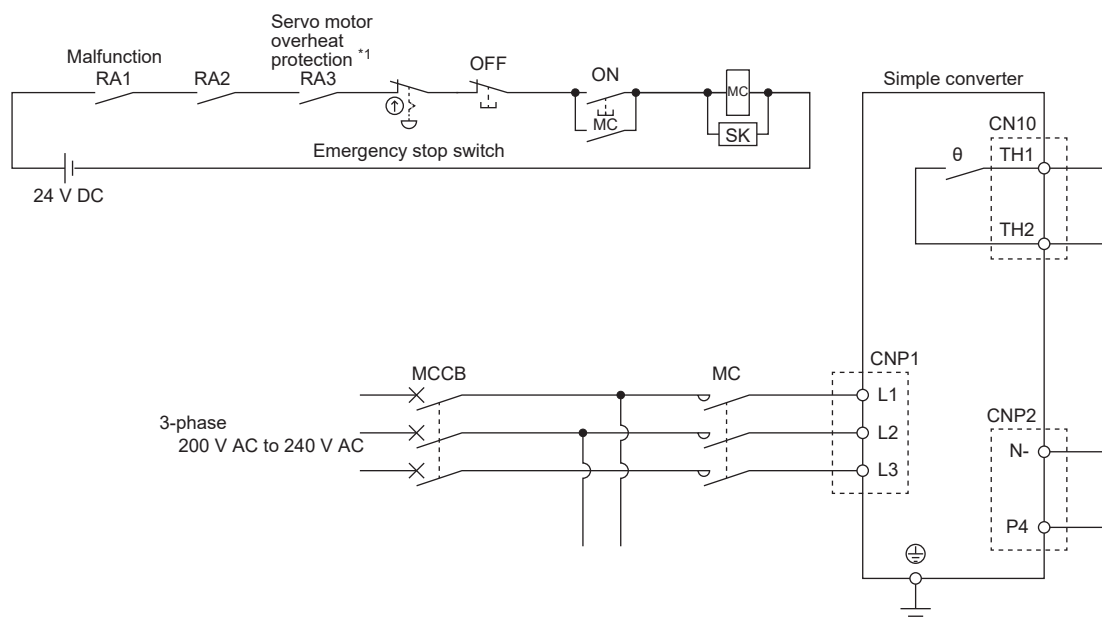 Servo motor
overheat
protection *1
Malfunction
RA1
RA2
RA3
OFF
ON
MC
MC
SK
Emergency stop switch
24 V DC
Simple converter
CN10
θ
TH1
TH2
CNP1
MCCB
MC
L1
3-phase
200 V AC to 240 V AC
L2
L3
CNP2
N-
P4